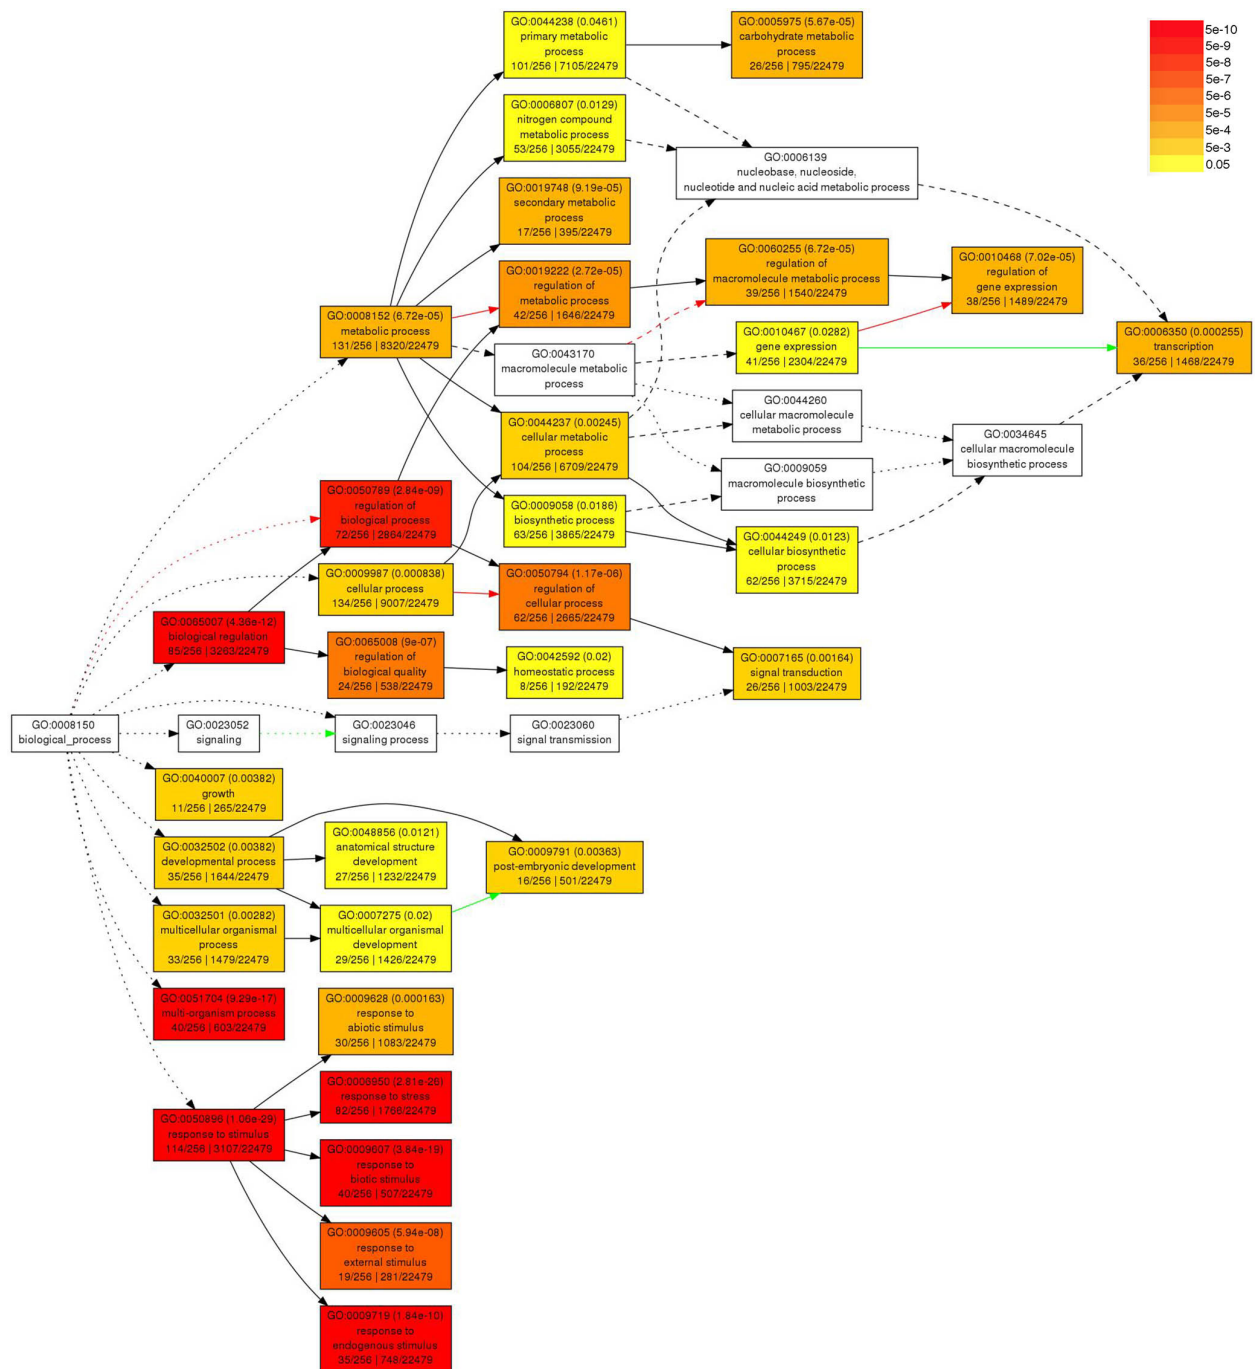 GO:0044238 (0.0461)
primary metabolic
process
101/256 | 7105/22479
GO:0005975 (5.67e-05)
carbohydrate metabolic
process
26/256 | 795/22479
5e-10
5e-9
5e-8
5e-7
5e-6
5e-5
5e-4
5e-3
0.05
GO:0006807 (0.0129)
nitrogen compound
metabolic process
53/256 | 3055/22479
GO:0006139
nucleobase, nucleoside,
nucleotide and nucleic acid metabolic process
GO:0019748 (9.19e-05)
secondary metabolic
process
17/256 | 395/22479
GO:0019222 (2.72e-05)
regulation of
metabolic process
42/256 | 1646/22479
GO:0060255 (6.72e-05)
regulation of
macromolecule metabolic process
39/256 | 1540/22479
GO:0010468 (7.02e-05)
regulation of
gene expression
38/256 | 1489/22479
GO:0008152 (6.72e-05)
metabolic process
131/256 | 8320/22479
GO:0043170
macromolecule metabolic
process
GO:0010467 (0.0282)
gene expression
41/256 | 2304/22479
GO:0006350 (0.000255)
transcription
36/256 | 1468/22479
GO:0044237 (0.00245)
cellular metabolic
process
104/256 | 6709/22479
GO:0044260
cellular macromolecule
metabolic process
GO:0034645
cellular macromolecule
biosynthetic process
GO:0009059
macromolecule biosynthetic
process
GO:0050789 (2.84e-09)
regulation of
biological process
72/256 | 2864/22479
GO:0009058 (0.0186)
biosynthetic process
63/256 | 3865/22479
GO:0044249 (0.0123)
cellular biosynthetic
process
62/256 | 3715/22479
GO:0009987 (0.000838)
cellular process
134/256 | 9007/22479
GO:0050794 (1.17e-06)
regulation of
cellular process
62/256 | 2665/22479
GO:0065007 (4.36e-12)
biological regulation
85/256 | 3263/22479
GO:0065008 (9e-07)
regulation of
biological quality
24/256 | 538/22479
GO:0042592 (0.02)
homeostatic process
8/256 | 192/22479
GO:0007165 (0.00164)
signal transduction
26/256 | 1003/22479
GO:0008150
biological_process
GO:0023052
signaling
GO:0023046
signaling process
GO:0023060
signal transmission
GO:0040007 (0.00382)
growth
11/256 | 265/22479
GO:0032502 (0.00382)
developmental process
35/256 | 1644/22479
GO:0048856 (0.0121)
anatomical structure
development
27/256 | 1232/22479
GO:0009791 (0.00363)
post-embryonic development
16/256 | 501/22479
GO:0032501 (0.00282)
multicellular organismal
process
33/256 | 1479/22479
GO:0007275 (0.02)
multicellular organismal
development
29/256 | 1426/22479
GO:0051704 (9.29e-17)
multi-organism process
40/256 | 603/22479
GO:0009628 (0.000163)
response to
abiotic stimulus
30/256 | 1083/22479
GO:0006950 (2.81e-26)
response to stress
82/256 | 1766/22479
GO:0050896 (1.06e-29)
response to stimulus
114/256 | 3107/22479
GO:0009607 (3.84e-19)
response to
biotic stimulus
40/256 | 507/22479
GO:0009605 (5.94e-08)
response to
external stimulus
19/256 | 281/22479
GO:0009719 (1.84e-10)
response to
endogenous stimulus
35/256 | 748/22479